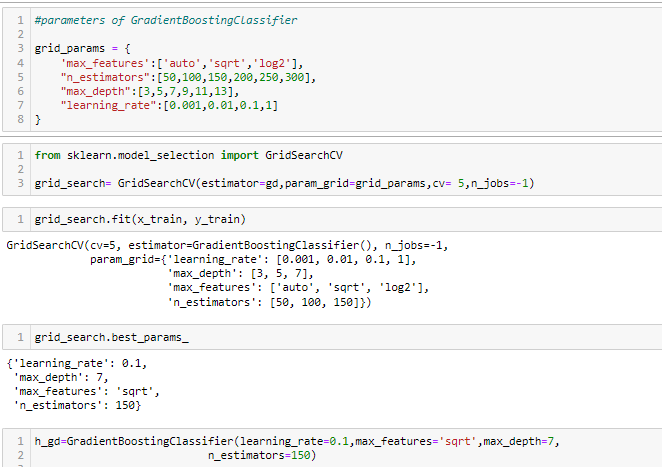 1 #parameters of GradientBoostingClassifier
2
3 grid_params = {
4     'max_features':['auto','sqrt','log2'],
5     "n_estimators":[50,100,150,200,250,300],
6     "max_depth":[3,5,7,9,11,13],
7     "learning_rate":[0.001,0.01,0.1,1]
8 }
1 from sklearn.model_selection import GridSearchCV
2
3 grid_search= GridSearchCV(estimator=gd,param_grid=grid_params,cv= 5,n_jobs=-1)
1 grid_search.fit(x_train, y_train)
GridSearchCV(cv=5, estimator=GradientBoostingClassifier(), n_jobs=-1,
             param_grid={'learning_rate': [0.001, 0.01, 0.1, 1],
                         'max_depth': [3, 5, 7],
                         'max_features': ['auto', 'sqrt', 'log2'],
                         'n_estimators': [50, 100, 150]})
1 grid_search.best_params_
{'learning_rate': 0.1,
 'max_depth': 7,
 'max_features': 'sqrt',
 'n_estimators': 150}
1 h_gd=GradientBoostingClassifier(learning_rate=0.1,max_features='sqrt',max_depth=7,
2                                 n_estimators=150)